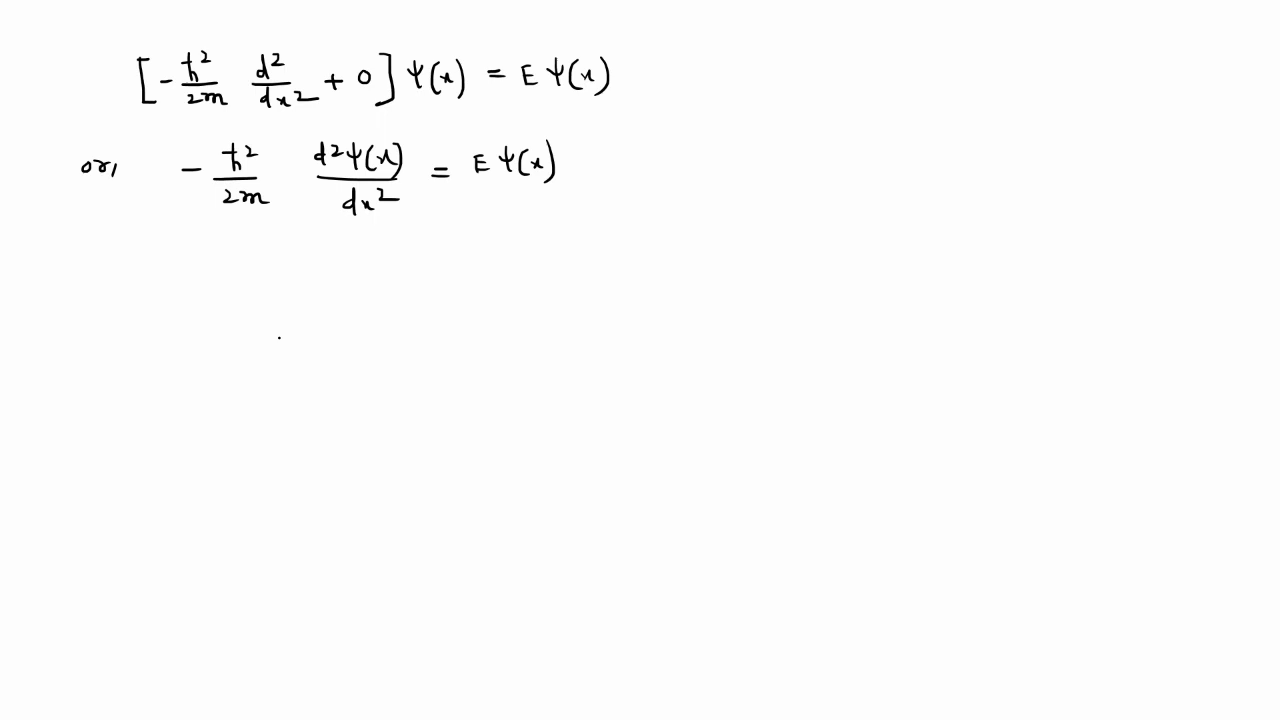 [-ħ²/2m d²/dx² + 0] Ψ(x) = E Ψ(x)
or, -ħ²/2m d²Ψ(x)/dx² = E Ψ(x)